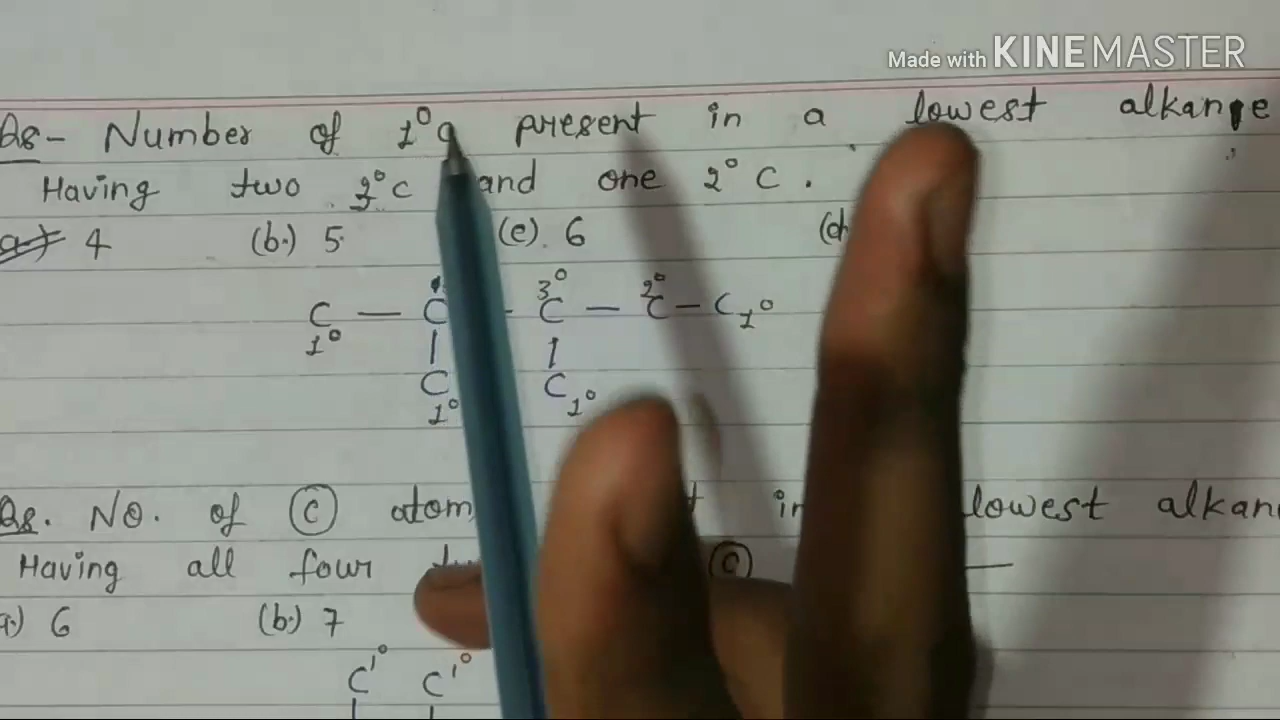 Made with KINEMASTER
Qs- Number of 1° present in a lowest alkane
Having two 3°C and one 2°C.
(a) 4 (b.) 5 (c). 6 (d
3° 2°
C — C - C — C - C 1°
1°
C C 1°
1°
Qs. No. of C atom in lowest alkan
Having all four C —
a.) 6 (b.) 7
C 1° C 1°